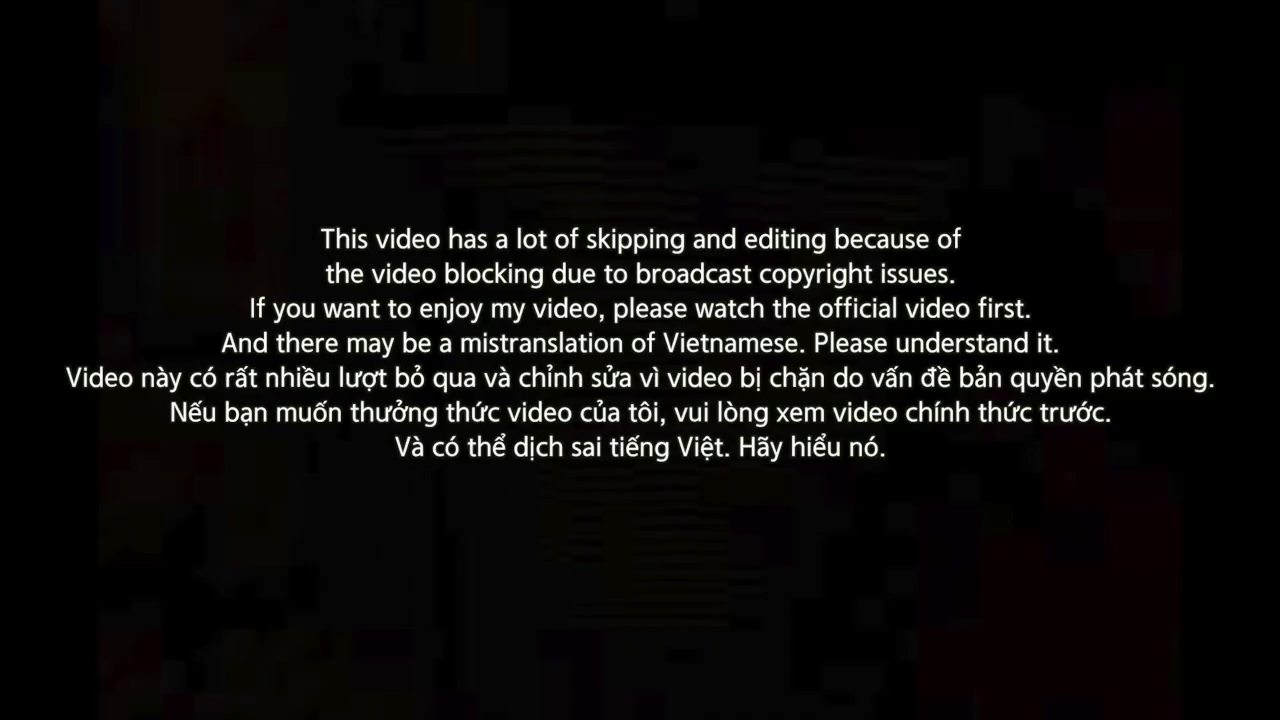 This video has a lot of skipping and editing because of
the video blocking due to broadcast copyright issues.
If you want to enjoy my video, please watch the official video first.
And there may be a mistranslation of Vietnamese. Please understand it.
Video này có rất nhiều lượt bỏ qua và chỉnh sửa vì video bị chặn do vấn đề bản quyền phát sóng.
Nếu bạn muốn thưởng thức video của tôi, vui lòng xem video chính thức trước.
Và có thể dịch sai tiếng Việt. Hãy hiểu nó.